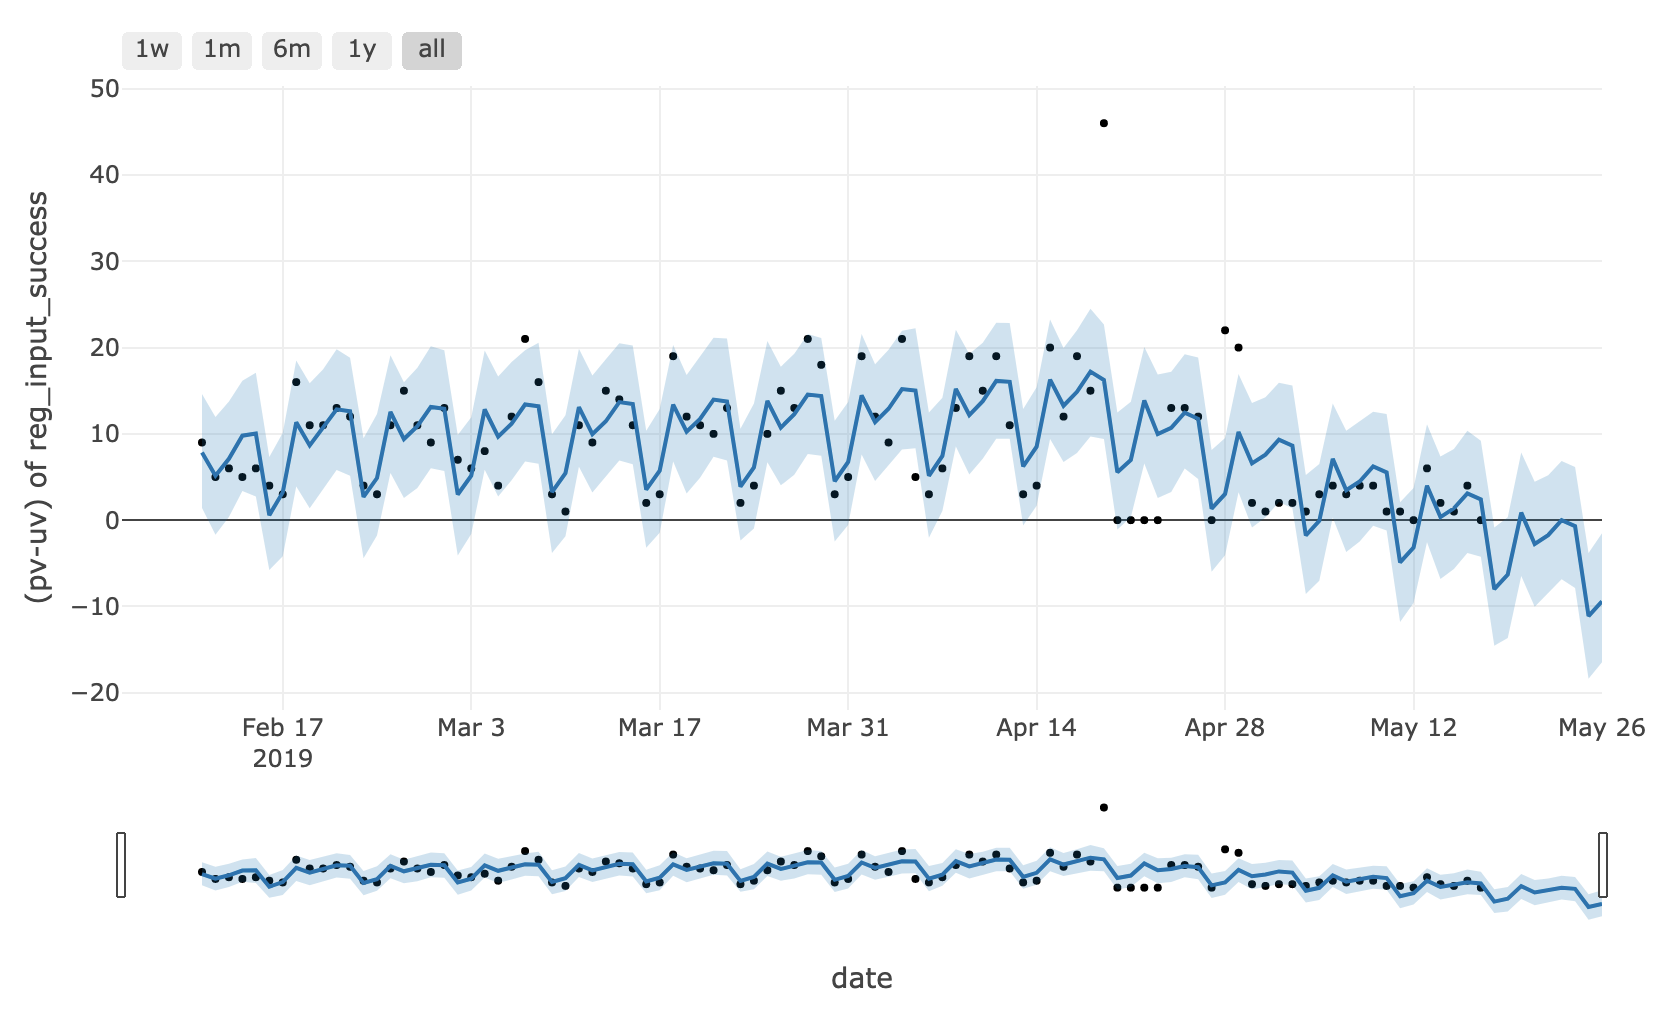 1w 1m 6m 1y all
50
40
30
20
10
0
−10
−20
(pv-uv) of reg_input_success
Feb 17 Mar 3 Mar 17 Mar 31 Apr 14 Apr 28 May 12 May 26
2019
date